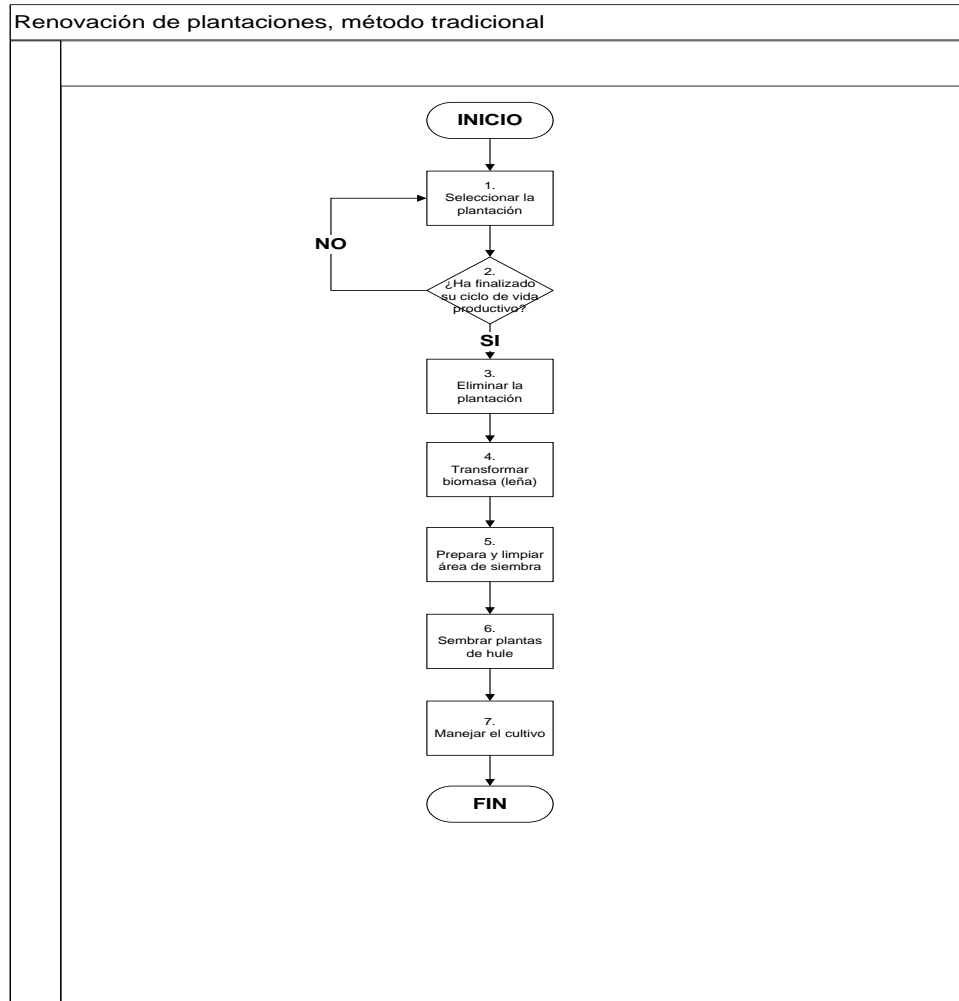 Renovación de plantaciones, método tradicional
INICIO
1.
Seleccionar la
plantación
NO
2.
¿Ha finalizado
su ciclo de vida
productivo?
SI
3.
Eliminar la
plantación
4.
Transformar
biomasa (leña)
5.
Prepara y limpiar
área de siembra
6.
Sembrar plantas
de hule
7.
Manejar el cultivo
FIN